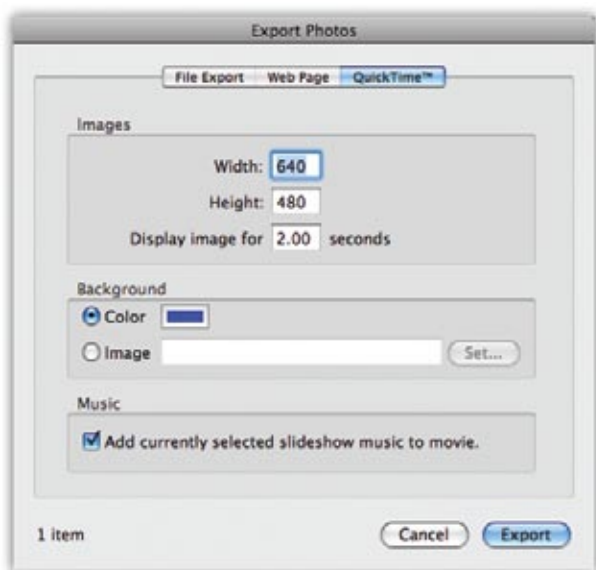 Export Photos
File Export Web Page QuickTime™
Images
Width: 640
Height: 480
Display image for 2.00 seconds
Background
Color
Image Set...
Music
Add currently selected slideshow music to movie.
1 item Cancel Export